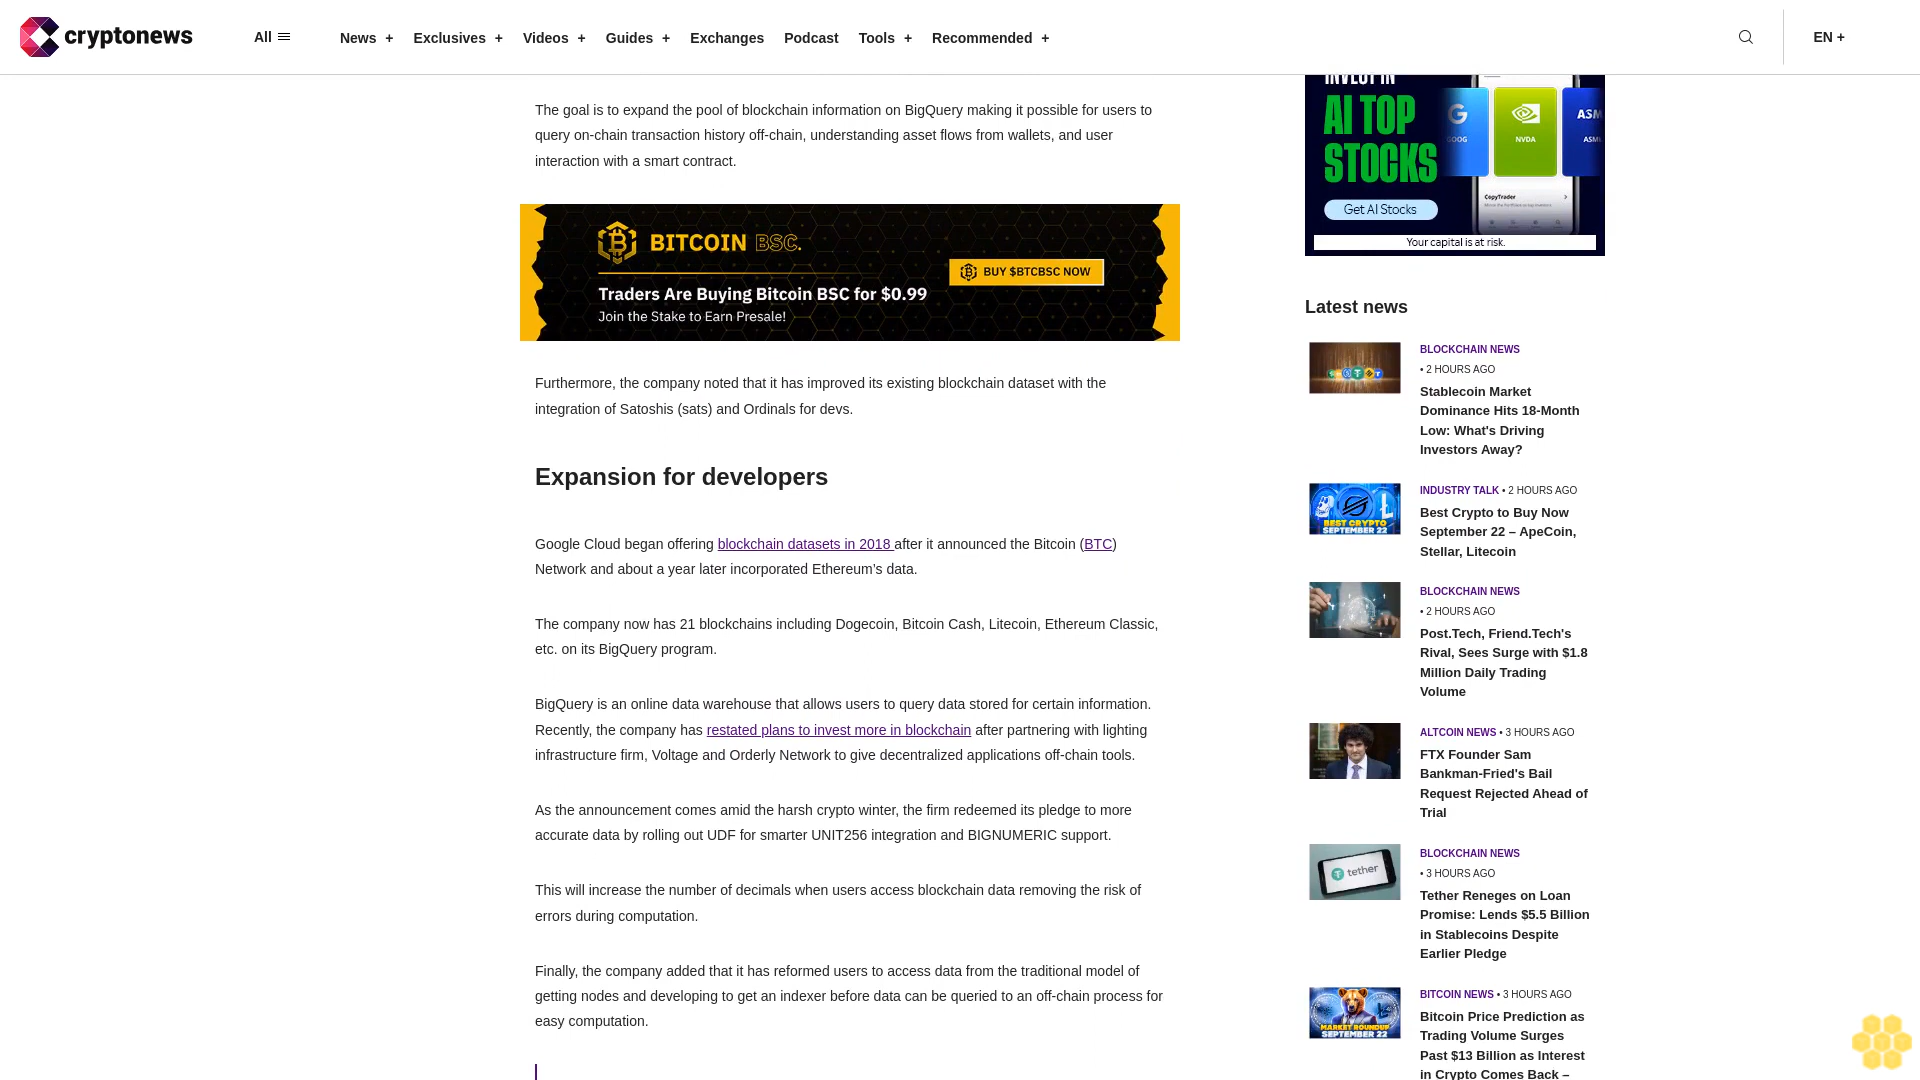 cryptonews
All
News +
Exclusives +
Videos +
Guides +
Exchanges
Podcast
Tools +
Recommended +
EN +
The goal is to expand the pool of blockchain information on BigQuery making it possible for users to
query on-chain transaction history off-chain, understanding asset flows from wallets, and user
interaction with a smart contract.
BITCOIN BSC.
BUY $BTCBSC NOW
Traders Are Buying Bitcoin BSC for $0.99
Join the Stake to Earn Presale!
Furthermore, the company noted that it has improved its existing blockchain dataset with the
integration of Satoshis (sats) and Ordinals for devs.
Expansion for developers
Google Cloud began offering blockchain datasets in 2018 after it announced the Bitcoin (BTC)
Network and about a year later incorporated Ethereum’s data.
The company now has 21 blockchains including Dogecoin, Bitcoin Cash, Litecoin, Ethereum Classic,
etc. on its BigQuery program.
BigQuery is an online data warehouse that allows users to query data stored for certain information.
Recently, the company has restated plans to invest more in blockchain after partnering with lighting
infrastructure firm, Voltage and Orderly Network to give decentralized applications off-chain tools.
As the announcement comes amid the harsh crypto winter, the firm redeemed its pledge to more
accurate data by rolling out UDF for smarter UNIT256 integration and BIGNUMERIC support.
This will increase the number of decimals when users access blockchain data removing the risk of
errors during computation.
Finally, the company added that it has reformed users to access data from the traditional model of
getting nodes and developing to get an indexer before data can be queried to an off-chain process for
easy computation.
INVEST IN
AI TOP
STOCKS
GOOG
NVDA
ASM
CopyTrader
Get AI Stocks
Your capital is at risk.
Latest news
BLOCKCHAIN NEWS
• 2 HOURS AGO
Stablecoin Market
Dominance Hits 18-Month
Low: What's Driving
Investors Away?
BEST CRYPTO
SEPTEMBER 22
INDUSTRY TALK • 2 HOURS AGO
Best Crypto to Buy Now
September 22 – ApeCoin,
Stellar, Litecoin
BLOCKCHAIN NEWS
• 2 HOURS AGO
Post.Tech, Friend.Tech's
Rival, Sees Surge with $1.8
Million Daily Trading
Volume
ALTCOIN NEWS • 3 HOURS AGO
FTX Founder Sam
Bankman-Fried's Bail
Request Rejected Ahead of
Trial
tether
BLOCKCHAIN NEWS
• 3 HOURS AGO
Tether Reneges on Loan
Promise: Lends $5.5 Billion
in Stablecoins Despite
Earlier Pledge
MARKET ROUNDUP
SEPTEMBER 22
BITCOIN NEWS • 3 HOURS AGO
Bitcoin Price Prediction as
Trading Volume Surges
Past $13 Billion as Interest
in Crypto Comes Back –